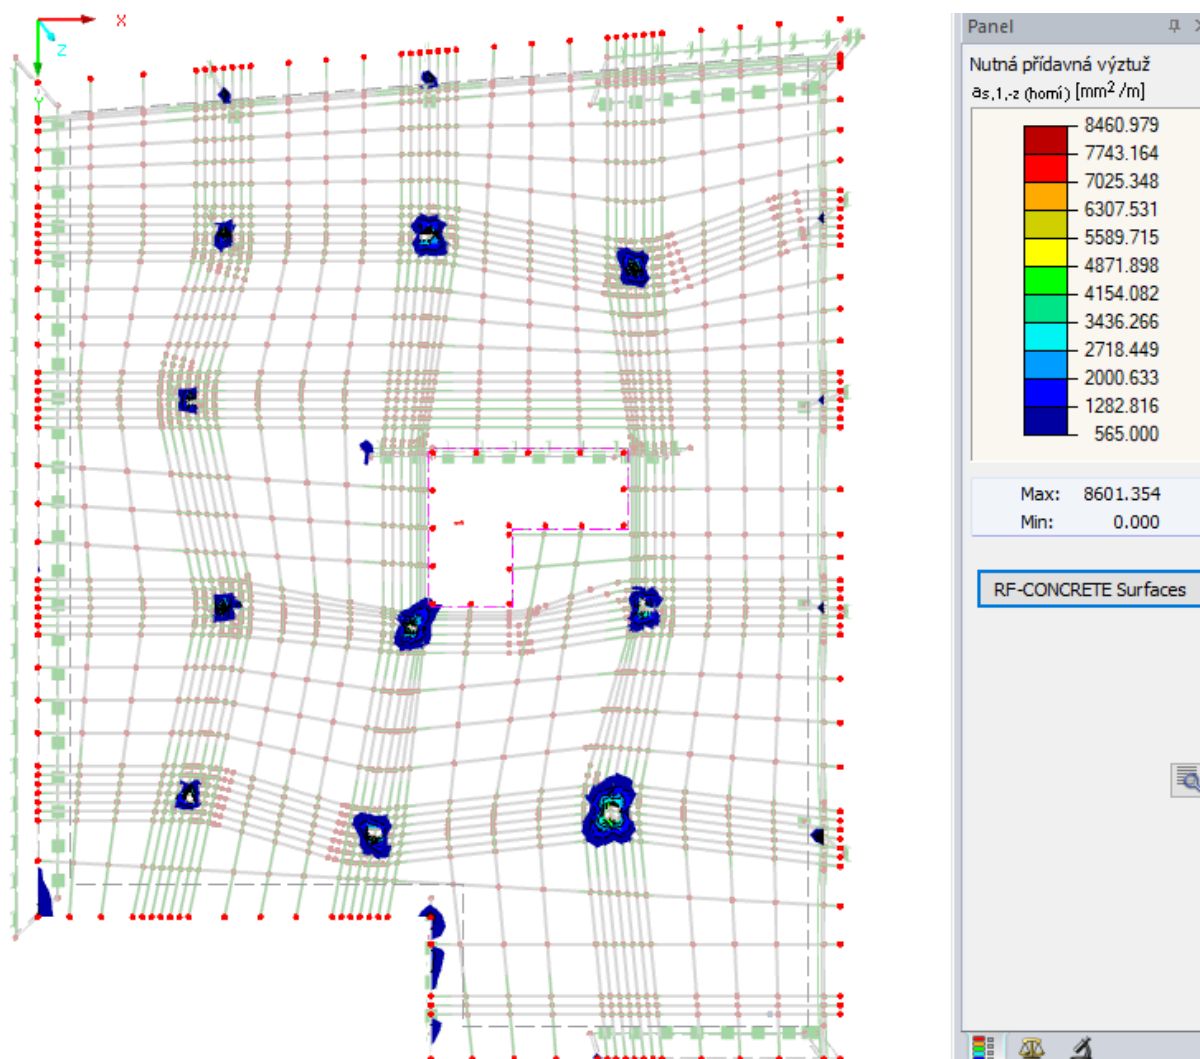 X
Z
Y
Panel
Nutná přídavná výztuž
as,1,-z (horní) [mm²/m]
8460.979
7743.164
7025.348
6307.531
5589.715
4871.898
4154.082
3436.266
2718.449
2000.633
1282.816
565.000
Max: 8601.354
Min: 0.000
RF-CONCRETE Surfaces